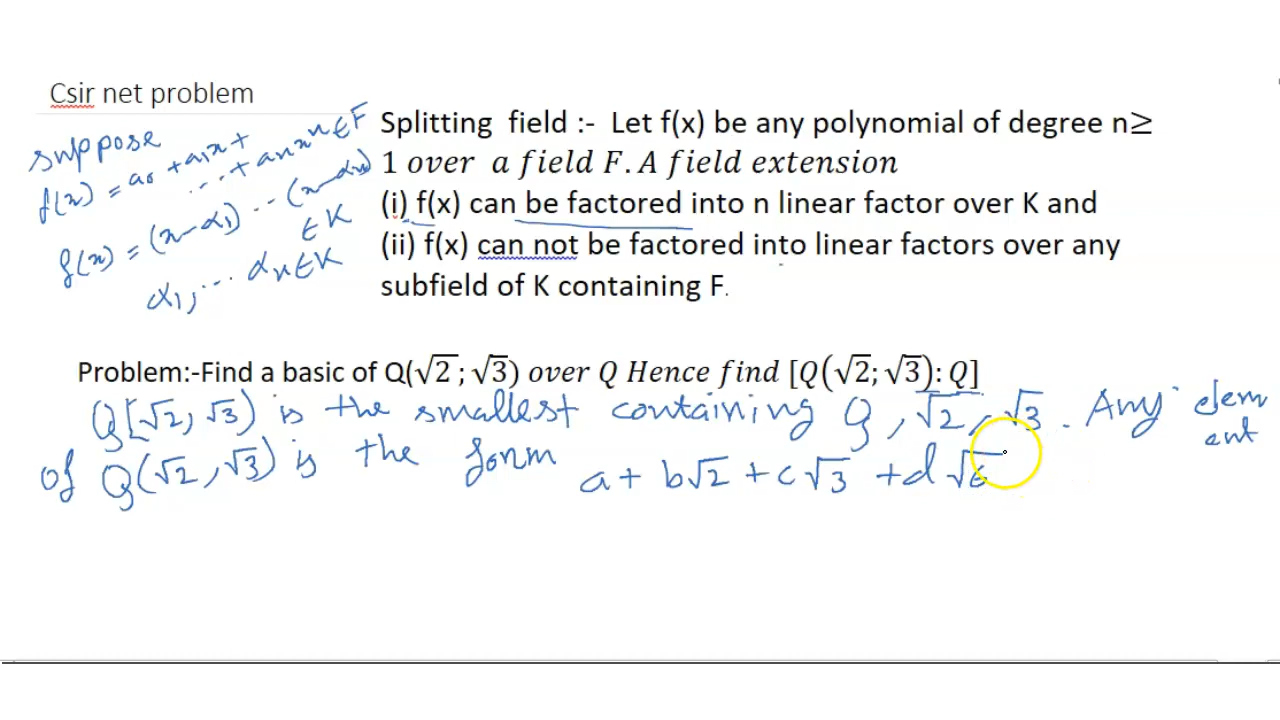 Csir net problem
suppose
f(x) = a0 + a1x +
... + anx^n ∈ F
f(x) = (x-α1) ... (x-αn)
∈ K
α1, ... αn ∈ K
Splitting field :- Let f(x) be any polynomial of degree n≥
1 over a field F. A field extension
(i) f(x) can be factored into n linear factor over K and
(ii) f(x) can not be factored into linear factors over any
subfield of K containing F.
Problem:-Find a basic of Q(√2 ; √3) over Q Hence find [Q(√2; √3): Q]
Q[√2, √3) is the smallest containing Q, √2, √3. Any elem
ent
of Q(√2, √3) is the form a + b√2 + c√3 + d√6